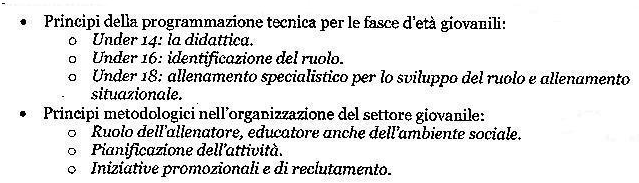 • Principi della programmazione tecnica per le fasce d'età giovanili:
o Under 14: la didattica.
o Under 16: identificazione del ruolo.
o Under 18: allenamento specialistico per lo sviluppo del ruolo e allenamento
situazionale.
• Principi metodologici nell'organizzazione del settore giovanile:
o Ruolo dell'allenatore, educatore anche dell'ambiente sociale.
o Pianificazione dell'attività.
o Iniziative promozionali e di reclutamento.